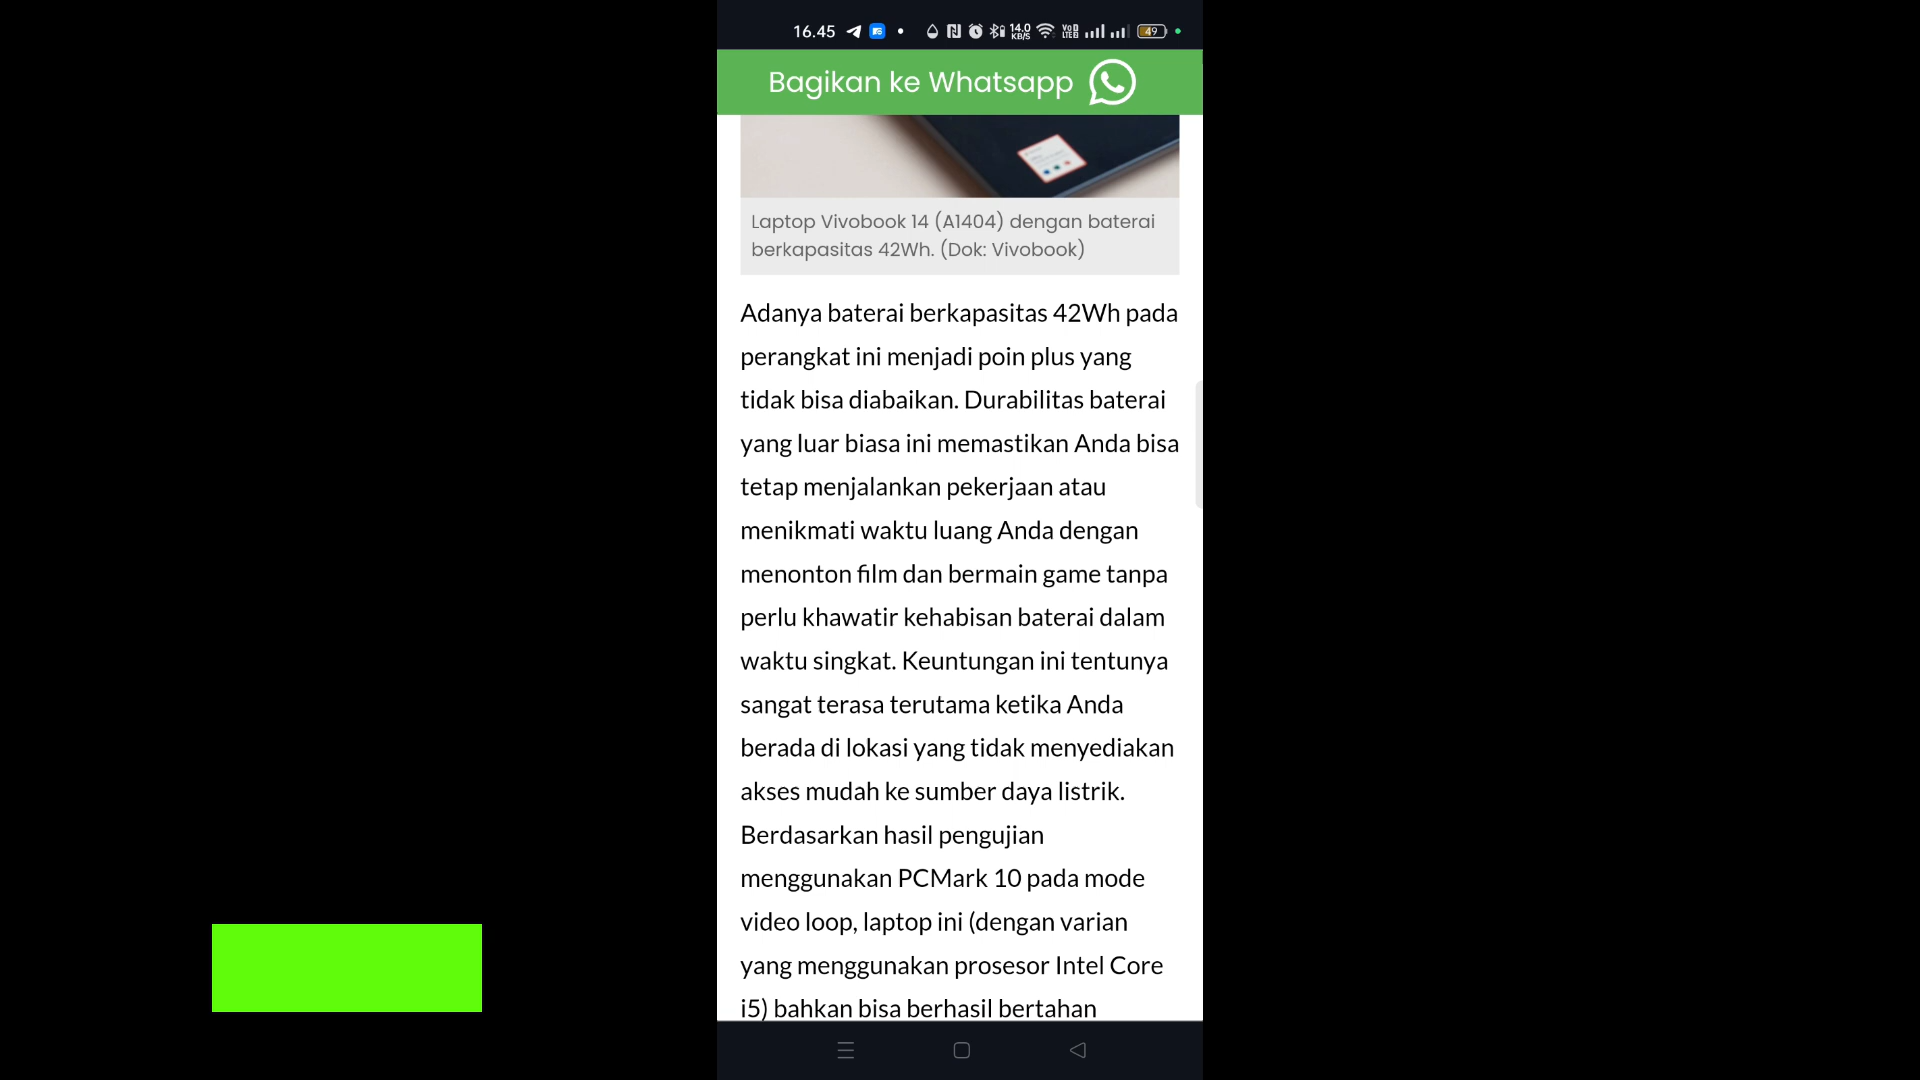 16.45
14.0
KB/S
49
Bagikan ke Whatsapp
Laptop Vivobook 14 (A1404) dengan baterai
berkapasitas 42Wh. (Dok: Vivobook)
Adanya baterai berkapasitas 42Wh pada
perangkat ini menjadi poin plus yang
tidak bisa diabaikan. Durabilitas baterai
yang luar biasa ini memastikan Anda bisa
tetap menjalankan pekerjaan atau
menikmati waktu luang Anda dengan
menonton film dan bermain game tanpa
perlu khawatir kehabisan baterai dalam
waktu singkat. Keuntungan ini tentunya
sangat terasa terutama ketika Anda
berada di lokasi yang tidak menyediakan
akses mudah ke sumber daya listrik.
Berdasarkan hasil pengujian
menggunakan PCMark 10 pada mode
video loop, laptop ini (dengan varian
yang menggunakan prosesor Intel Core
i5) bahkan bisa berhasil bertahan